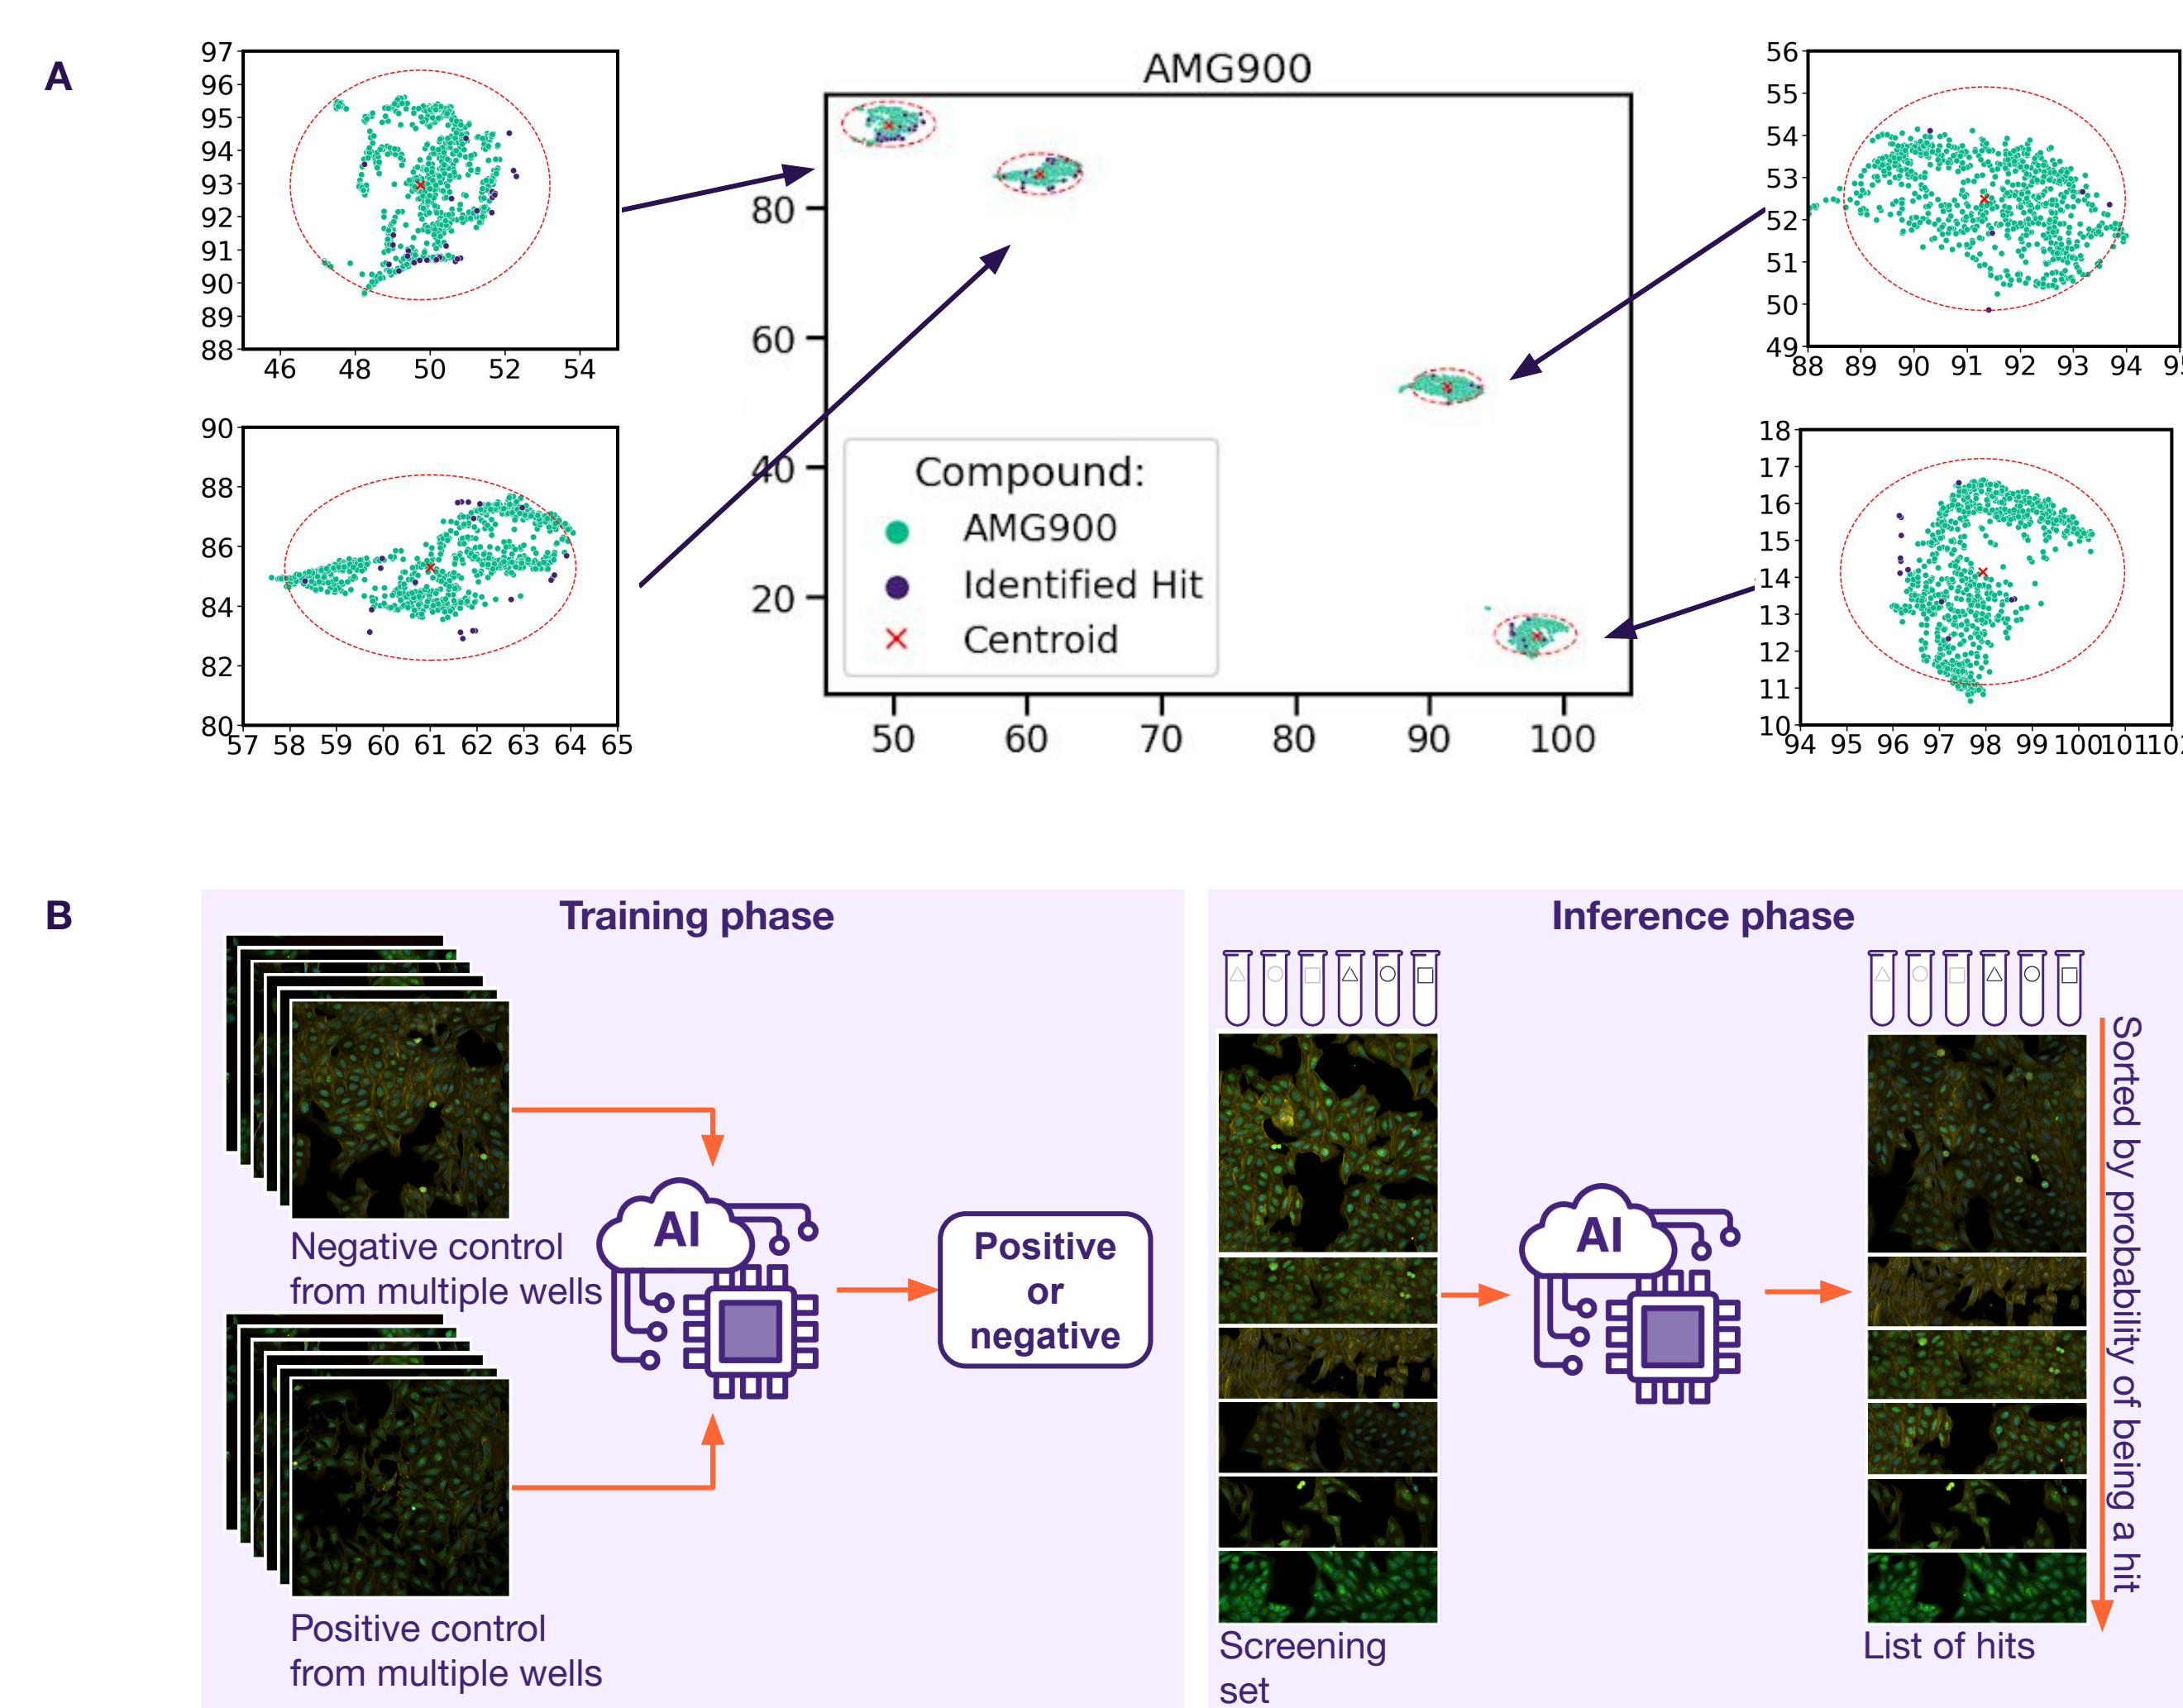 A
97
96
95
94
93
92
91
90
89
88
46 48 50 52 54
90
88
86
84
82
80
57 58 59 60 61 62 63 64 65
AMG900
80
60
40
20
Compound:
AMG900
Identified Hit
Centroid
50 60 70 80 90 100
56
55
54
53
52
51
50
49
88 89 90 91 92 93 94
18
17
16
15
14
13
12
11
10
94 95 96 97 98 99 100 101 102
B
Training phase
Negative control
from multiple wells
Positive control
from multiple wells
AI
Positive
or
negative
Inference phase
Screening
set
AI
List of hits
Sorted by probability of being a hit